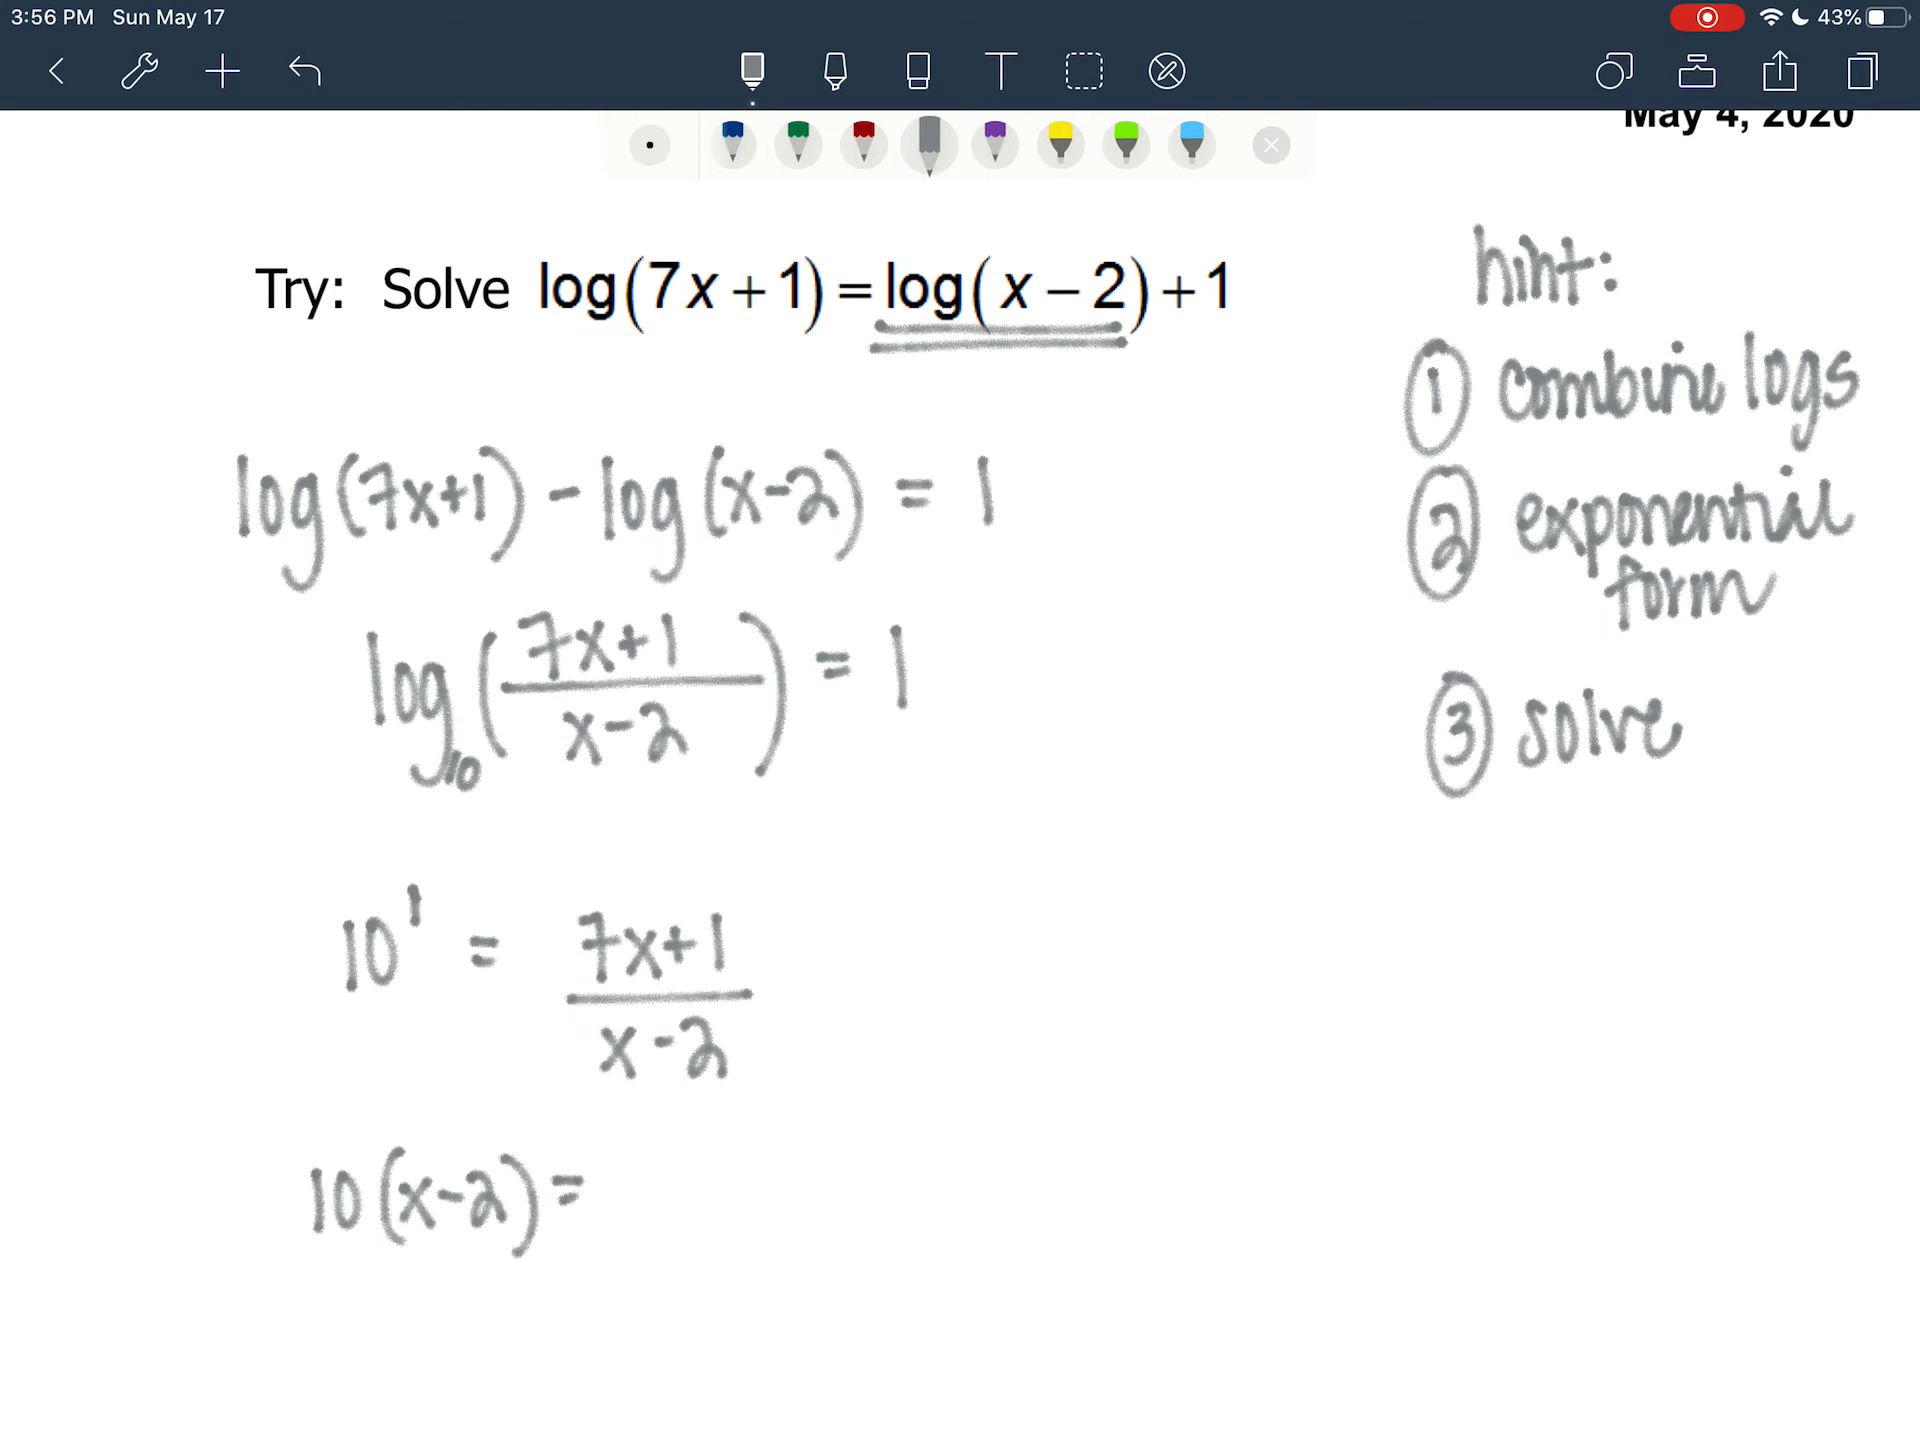 3:56 PM Sun May 17
43%
May 4, 2020
Try: Solve log(7x+1)=log(x−2)+1
hint:
① combine logs
② exponential
form
③ solve
log(7x+1) - log(x-2) = 1
log₁₀((7x+1)/(x-2)) = 1
10¹ = (7x+1)/(x-2)
10(x-2)=